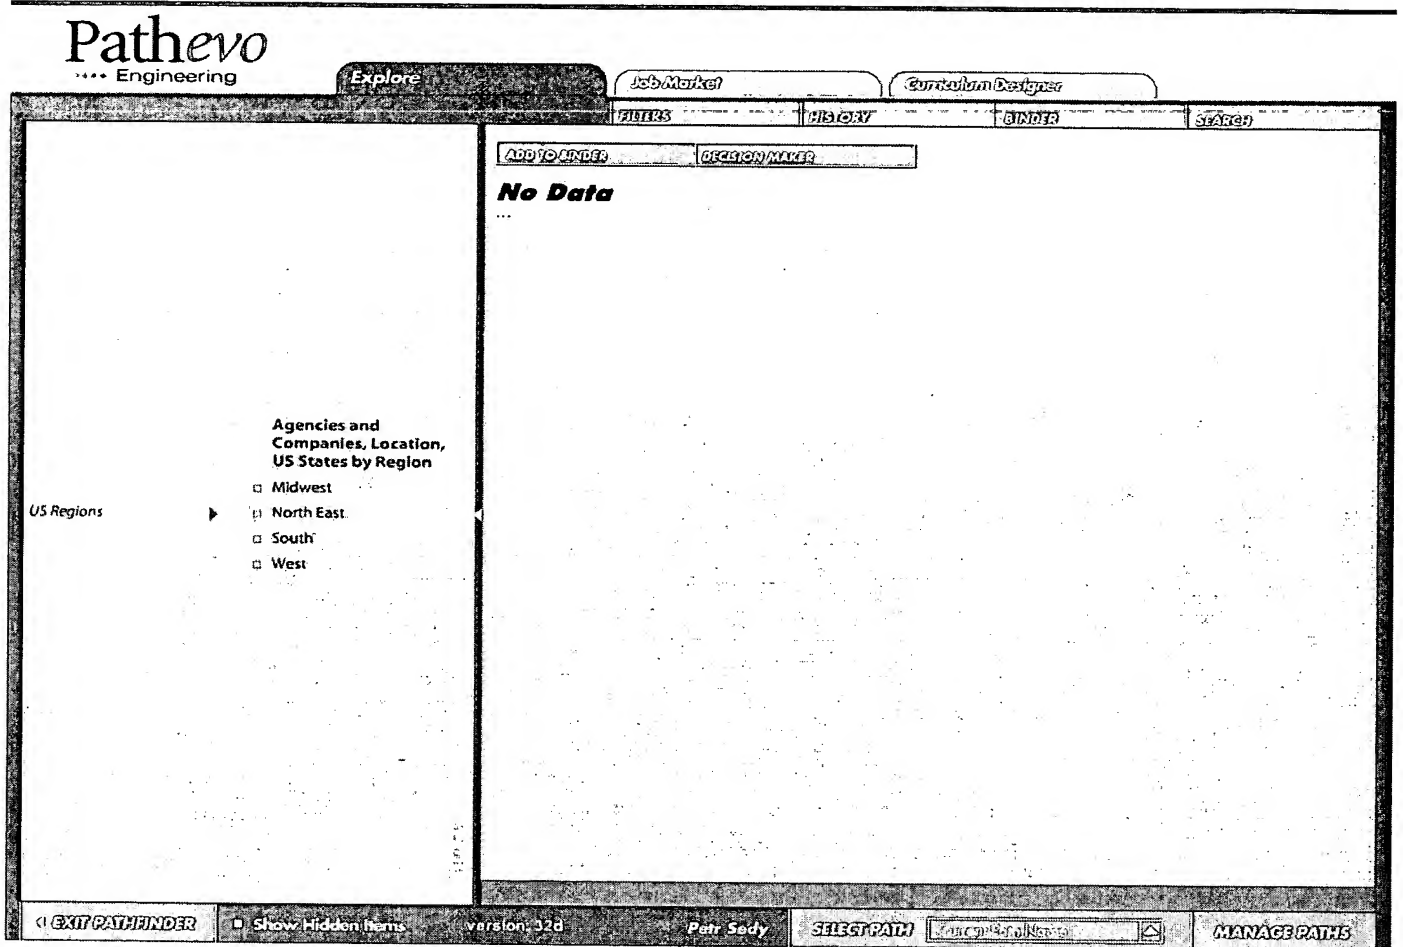 Pathevo
Engineering
Explore
Job Market
Curriculum Designer
FILTERS
HISTORY
BINDER
SEARCH
ADD TO BINDER
DECISION MAKER
No Data
...
Agencies and
Companies, Location,
US States by Region
Midwest
US Regions
North East
South
West
EXIT PATHFINDER
Show Hidden Items
version: 32d
Petr Sedy
SELECT PATH
MANAGE PATHS